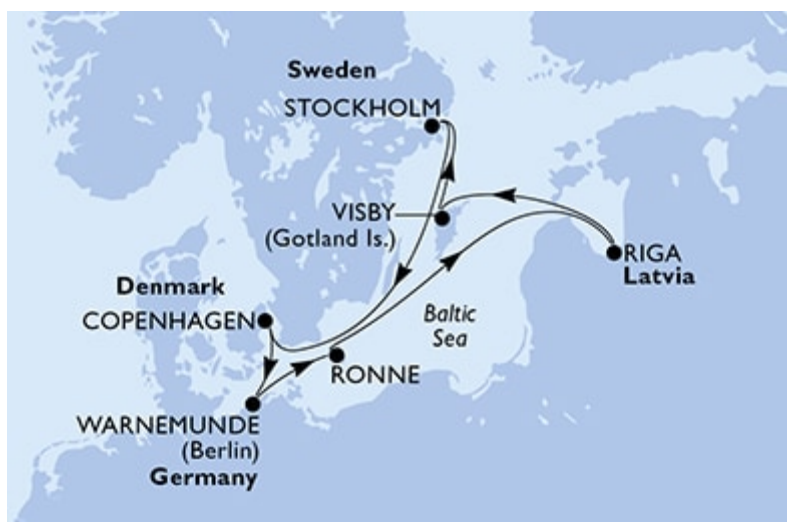 Sweden
STOCKHOLM
VISBY
(Gotland Is.)
RIGA
Latvia
Denmark
COPENHAGEN
Baltic
Sea
RONNE
WARNEMUNDE
(Berlin)
Germany